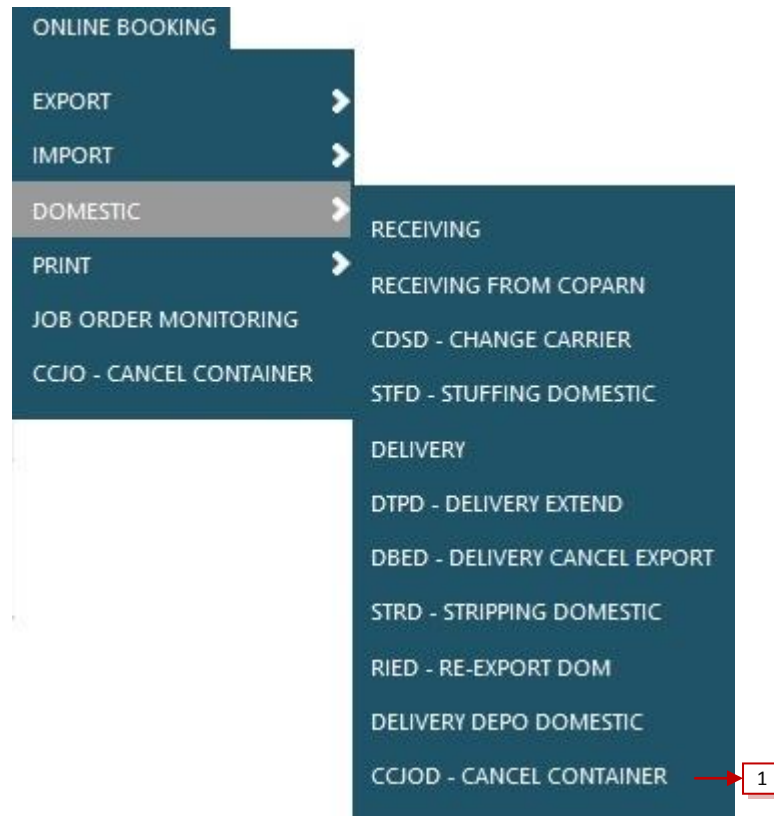 ONLINE BOOKING
EXPORT
IMPORT
DOMESTIC
PRINT
JOB ORDER MONITORING
CCJO - CANCEL CONTAINER
RECEIVING
RECEIVING FROM COPARN
CDSD - CHANGE CARRIER
STFD - STUFFING DOMESTIC
DELIVERY
DTPD - DELIVERY EXTEND
DBED - DELIVERY CANCEL EXPORT
STRD - STRIPPING DOMESTIC
RIED - RE-EXPORT DOM
DELIVERY DEPO DOMESTIC
CCJOD - CANCEL CONTAINER
1